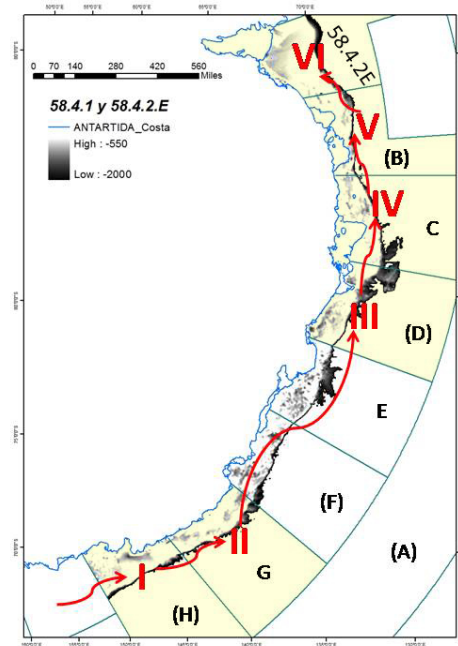 58.4.2E
VI
0 70 140 280 420 560
Miles
58.4.1 y 58.4.2.E
ANTARTIDA_Costa
High : -550
Low : -2000
V
(B)
IV
C
III
(D)
E
(F)
(A)
II
G
I
(H)